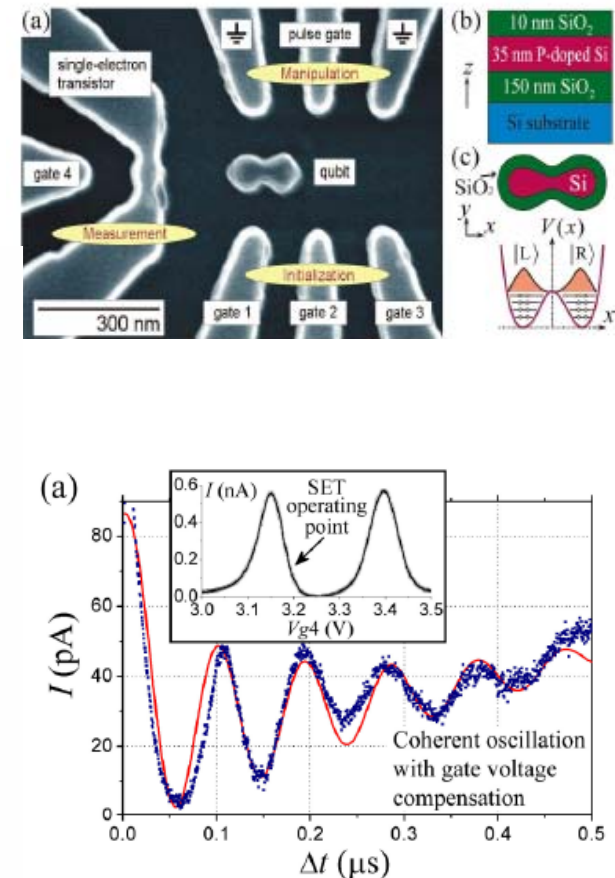 (a)
single-electron
transistor
pulse gate
Manipulation
gate 4
qubit
Measurement
Initialization
300 nm
gate 1
gate 2
gate 3
(b)
10 nm SiO₂
35 nm P-doped Si
150 nm SiO₂
Si substrate
z
(c)
SiO₂
Si
y
x
V(x)
|L⟩
|R⟩
x
(a)
I (nA)
SET
operating
point
0.6
0.4
0.2
0.0
3.0 3.1 3.2 3.3 3.4 3.5
Vg4 (V)
80
60
40
20
0
I (pA)
Coherent oscillation
with gate voltage
compensation
0.0 0.1 0.2 0.3 0.4 0.5
Δt (μs)